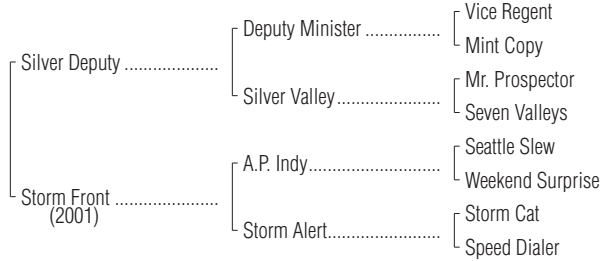 Vice Regent
Deputy Minister ..................
Mint Copy
Silver Deputy ....................
Mr. Prospector
Silver Valley......................
Seven Valleys
Seattle Slew
A.P. Indy............................
Weekend Surprise
Storm Front ......................
(2001)
Storm Cat
Storm Alert........................
Speed Dialer